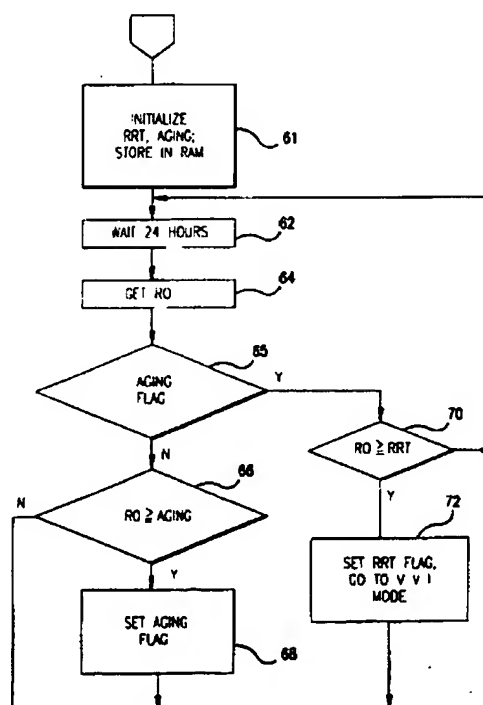 INITIALIZE
RRT, AGING;
STORE IN RAM
61
WAIT 24 HOURS
62
GET RO
64
AGING
FLAG
65
Y
N
RO ≧ AGING
66
N
Y
SET AGING
FLAG
68
RO ≧ RRT
70
Y
SET RRT FLAG,
GO TO V V I
MODE
72